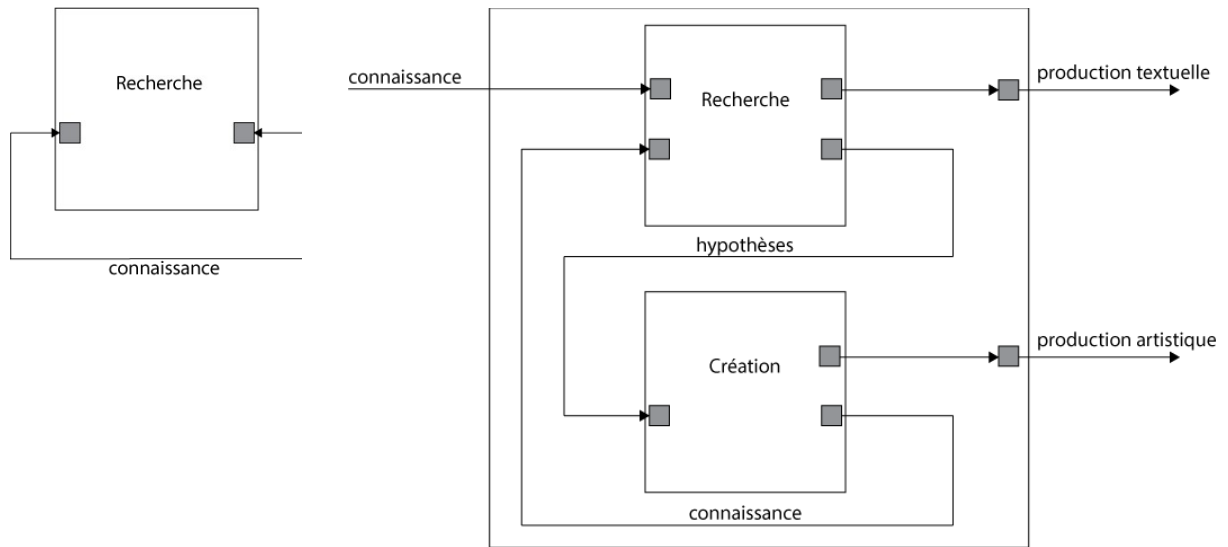 Recherche
connaissance
connaissance
Recherche
production textuelle
hypothèses
Création
production artistique
connaissance